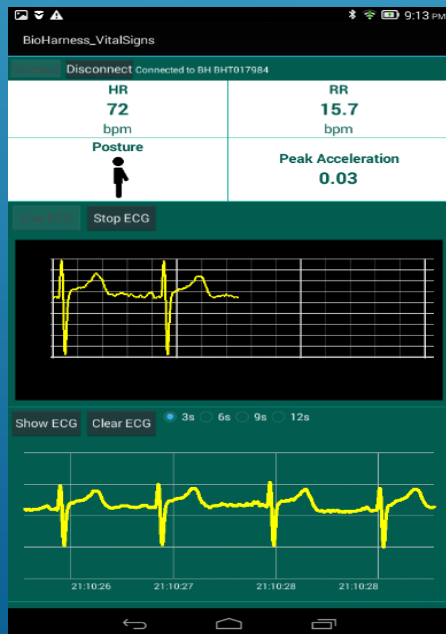 9:13 PM
BioHarness_VitalSigns
Disconnect Connected to BH BHT017984
HR
72
bpm
RR
15.7
bpm
Posture
Peak Acceleration
0.03
Stop ECG
Show ECG Clear ECG 3s 6s 9s 12s
21:10:26 21:10:27 21:10:28 21:10:28